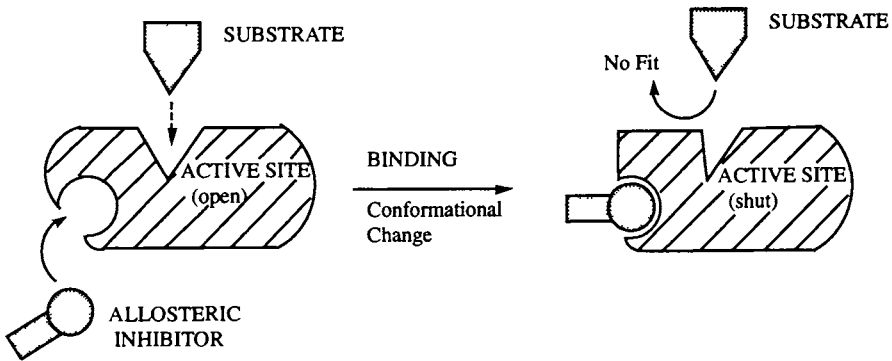 SUBSTRATE
ACTIVE SITE
(open)
ALLOSTERIC
INHIBITOR
BINDING
Conformational
Change
SUBSTRATE
No Fit
ACTIVE SITE
(shut)